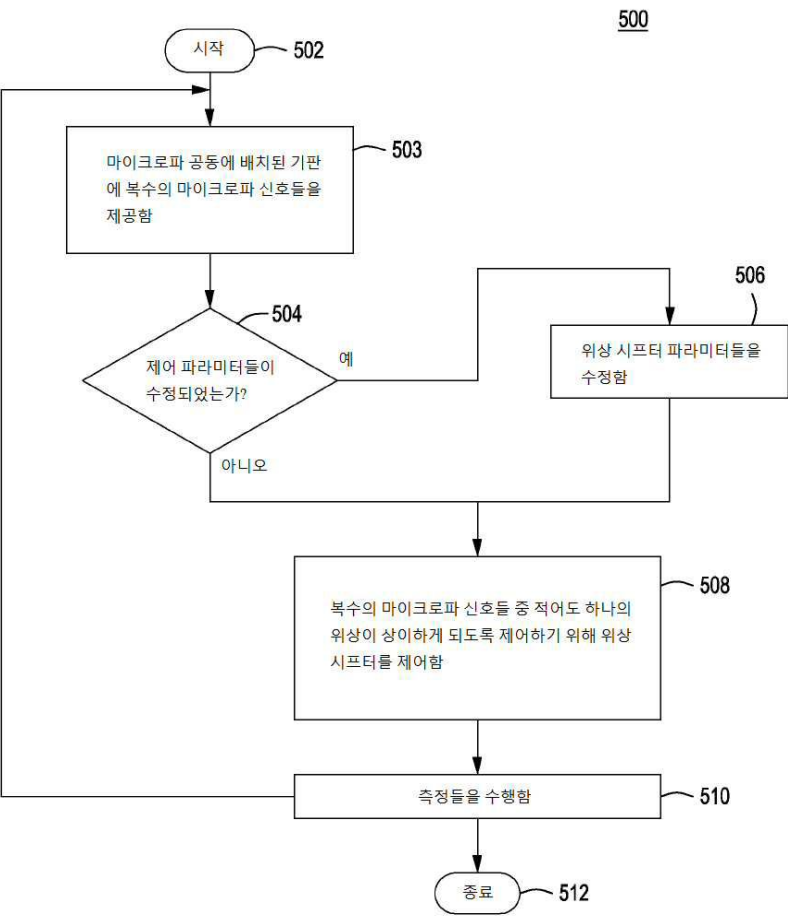 500
시작
502
마이크로파 공동에 배치된 기판
에 복수의 마이크로파 신호들을
제공함
503
504
제어 파라미터들이
수정되었는가?
예
아니오
506
위상 시프터 파라미터들을
수정함
508
복수의 마이크로파 신호들 중 적어도 하나의
위상이 상이하게 되도록 제어하기 위해 위상
시프터를 제어함
측정들을 수행함
510
종료
512